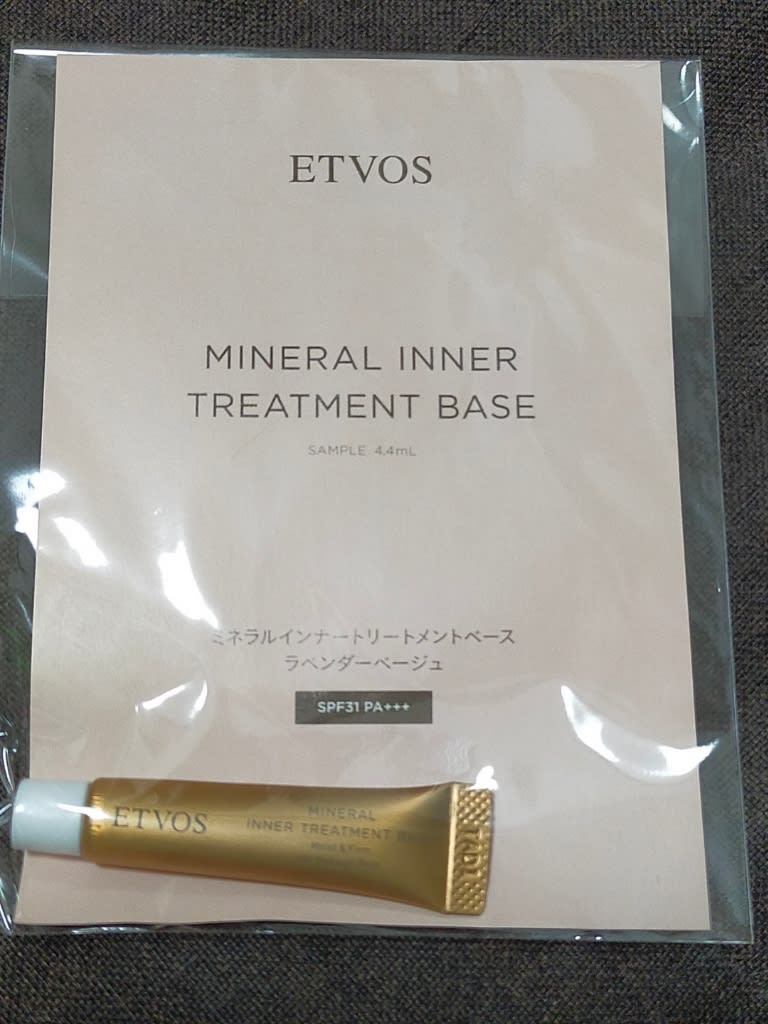 ETVOS
MINERAL INNER
TREATMENT BASE
SAMPLE 4.4mL
ミネラルインナートリートメントベース
ラベンダーベージュ
SPF31 PA+++
ETVOS
MINERAL
INNER TREATMENT
Moist & Firm